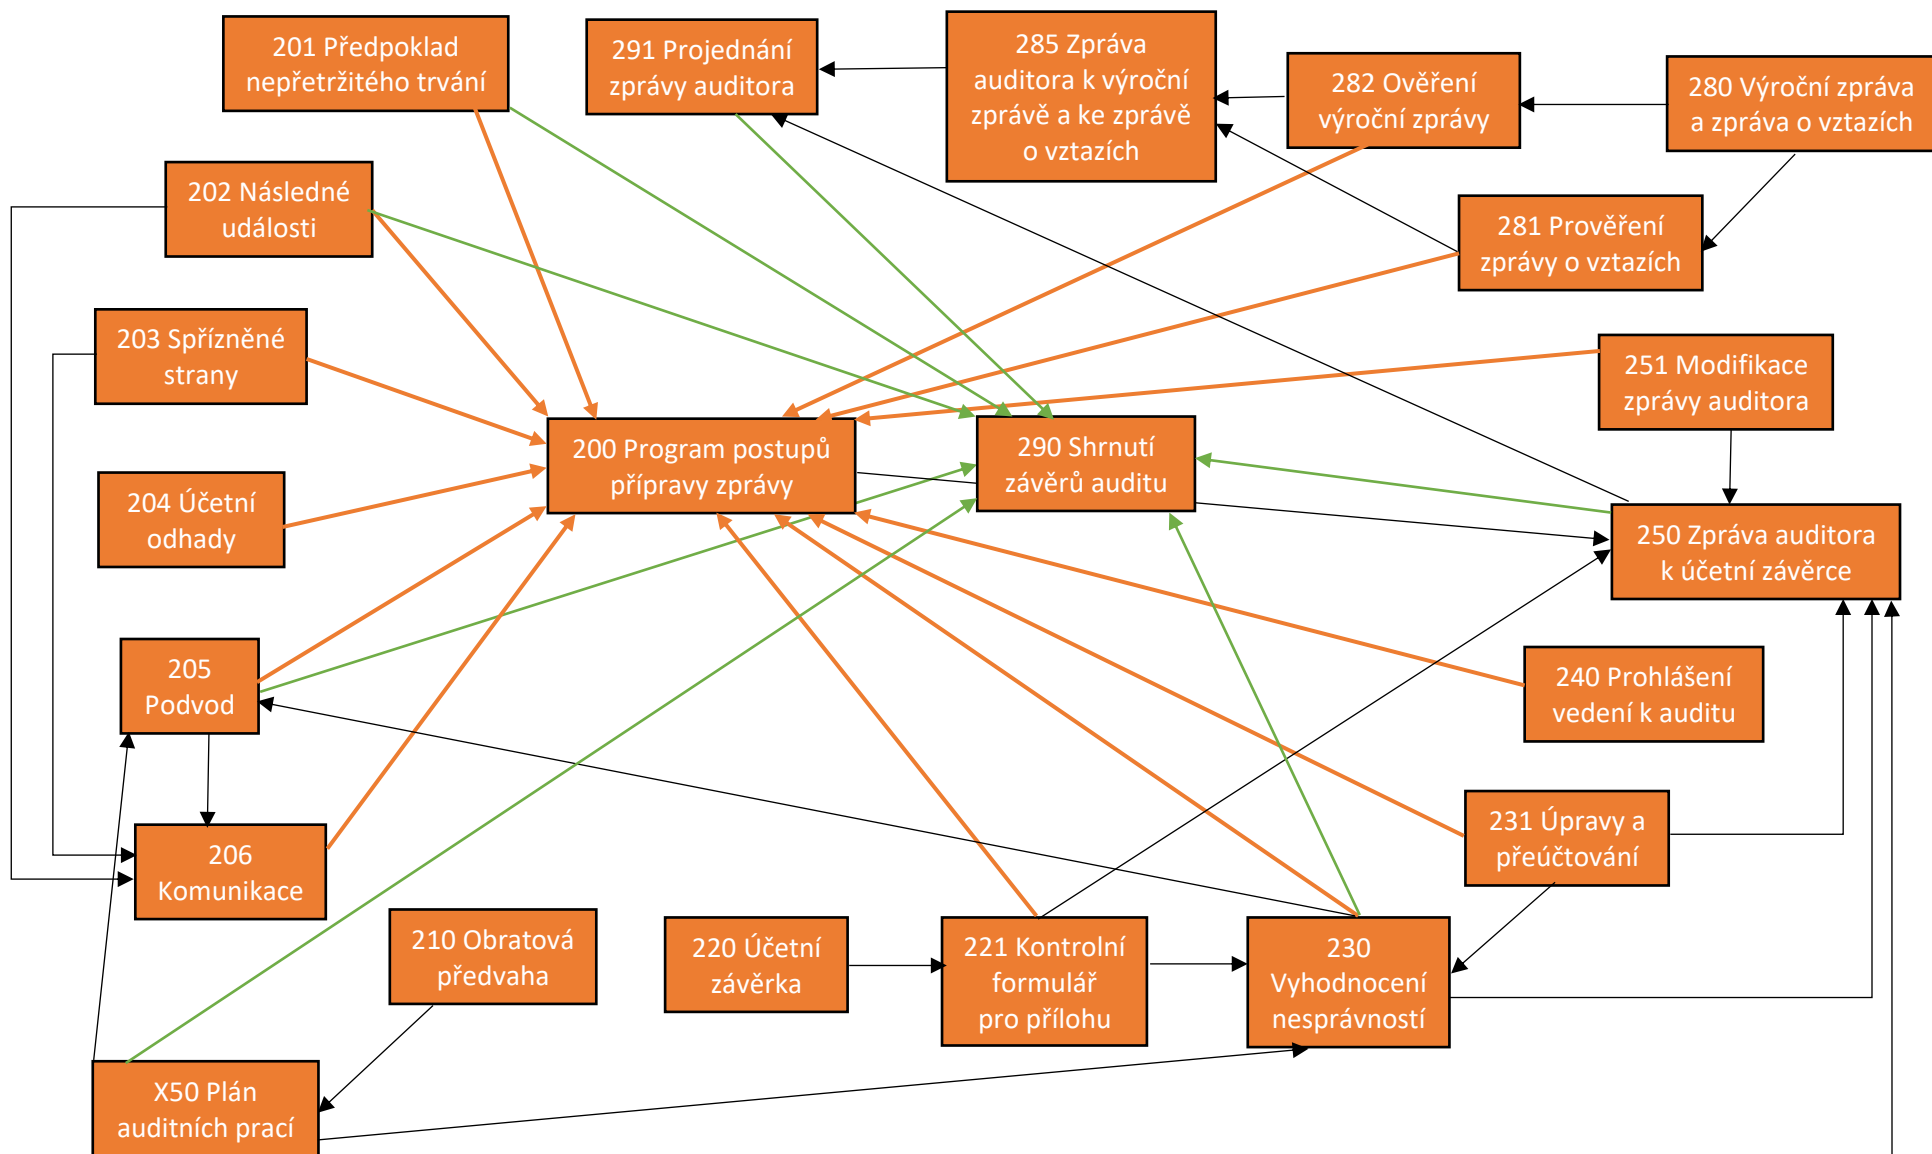 201 Předpoklad
nepřetržitého trvání
291 Projednání
zprávy auditora
285 Zpráva
auditora k výroční
zprávě a ke zprávě
o vztazích
282 Ověření
výroční zprávy
280 Výroční zpráva
a zpráva o vztazích
202 Následné
události
281 Prověření
zprávy o vztazích
203 Spřízněné
strany
251 Modifikace
zprávy auditora
200 Program postupů
přípravy zprávy
290 Shrnutí
závěrů auditu
204 Účetní
odhady
250 Zpráva auditora
k účetní závěrce
205
Podvod
240 Prohlášení
vedení k auditu
206
Komunikace
231 Úpravy a
přeúčtování
210 Obratová
předvaha
220 Účetní
závěrka
221 Kontrolní
formulář
pro přílohu
230
Vyhodnocení
nesprávností
X50 Plán
auditních prací